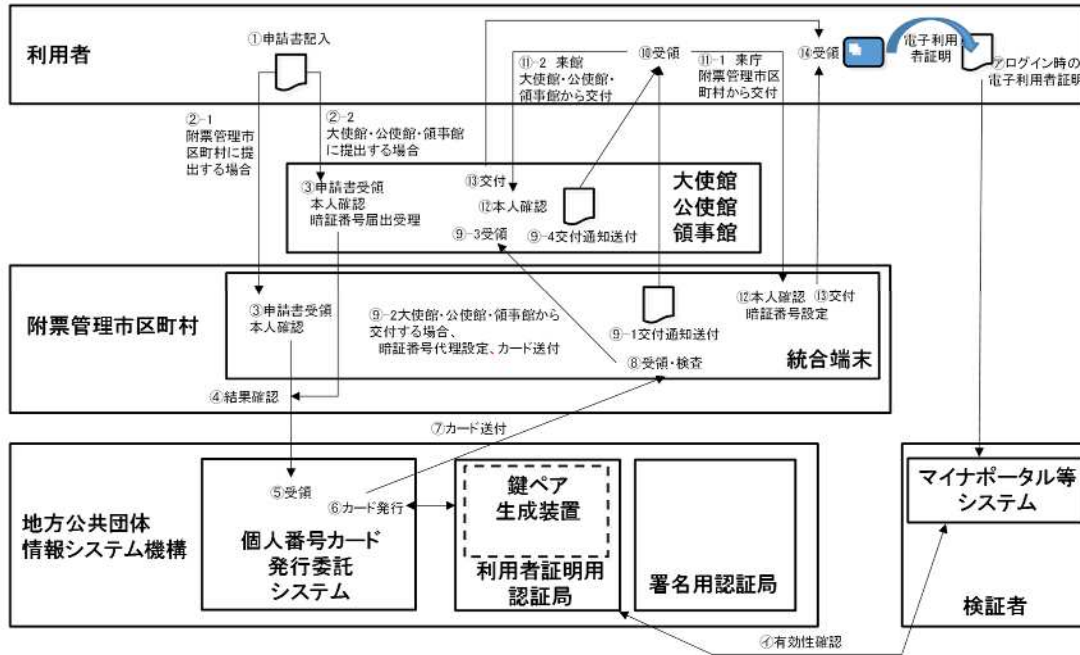 利用者
①申請書記入
②-1
附票管理市
区町村に提
出する場合
②-2
大使館・公使館・領事館
に提出する場合
⑪-2 来館
大使館・公使館・
領事館から交付
⑩受領
⑪-1 来庁
附票管理市区
町村から交付
⑭受領
電子利用
者証明
㋐ログイン時の
電子利用者証明
③申請書受領
本人確認
暗証番号届出受理
⑬交付
⑫本人確認
⑨-3受領
⑨-4交付通知送付
大使館
公使館
領事館
附票管理市区町村
③申請書受領
本人確認
⑨-2大使館・公使館・領事館から
交付する場合、
暗証番号代理設定、カード送付
⑨-1交付通知送付
⑧受領・検査
⑫本人確認 ⑬交付
暗証番号設定
統合端末
④結果確認
⑦カード送付
地方公共団体
情報システム機構
⑤受領
⑥カード発行
個人番号カード
発行委託
システム
鍵ペア
生成装置
利用者証明用
認証局
署名用認証局
マイナポータル等
システム
検証者
㋑有効性確認